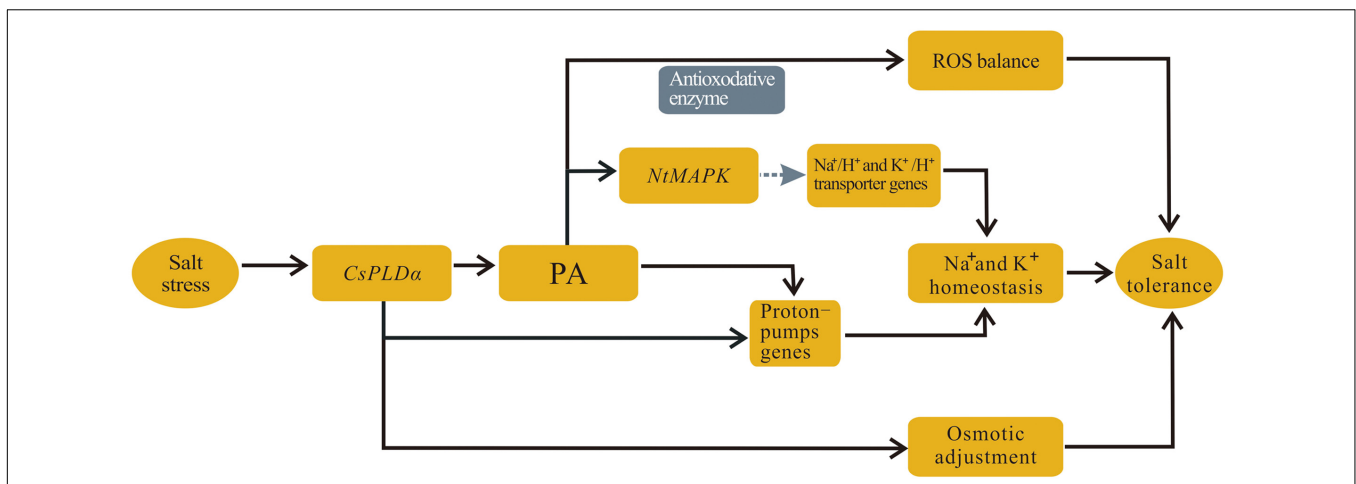 ROS balance
Antioxodative
enzyme
NtMAPK
Na⁺/H⁺ and K⁺/H⁺
transporter genes
Salt
stress
CsPLDα
PA
Na⁺and K⁺
homeostasis
Salt
tolerance
Proton−
pumps
genes
Osmotic
adjustment